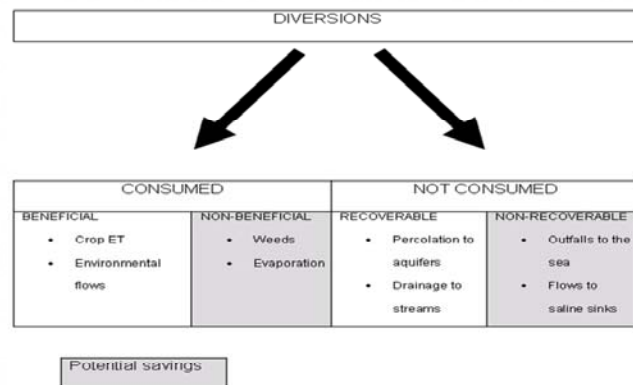 DIVERSIONS
CONSUMED
NOT CONSUMED
BENEFICIAL
• Crop ET
• Environmental
flows
NON-BENEFICIAL
• Weeds
• Evaporation
RECOVERABLE
• Percolation to
aquifers
• Drainage to
streams
NON-RECOVERABLE
• Outfalls to the
sea
• Flows to
saline sinks
Potential savings